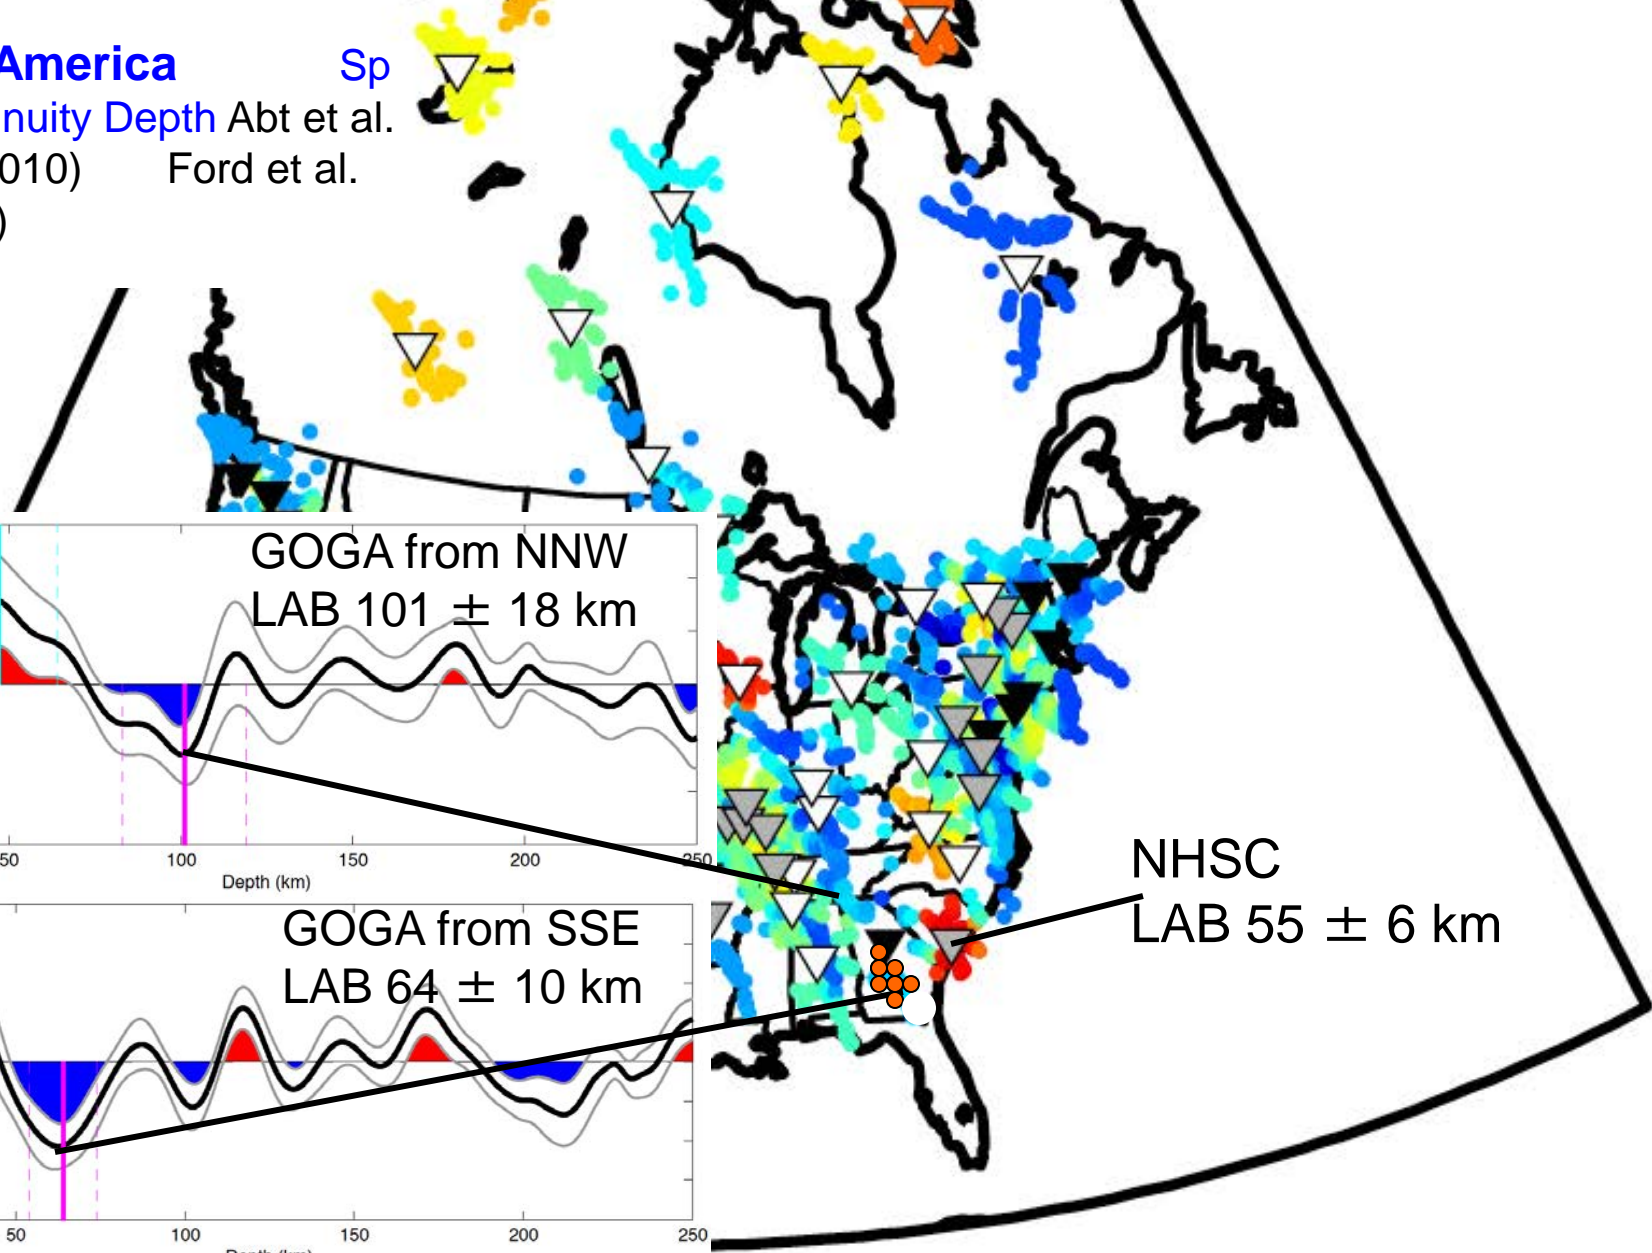 America Sp
nuity Depth Abt et al.
010) Ford et al.
)
GOGA from NNW
LAB 101 ± 18 km
50 100 150 200 250
Depth (km)
GOGA from SSE
LAB 64 ± 10 km
50 100 150 200 250
Depth (km)
NHSC
LAB 55 ± 6 km